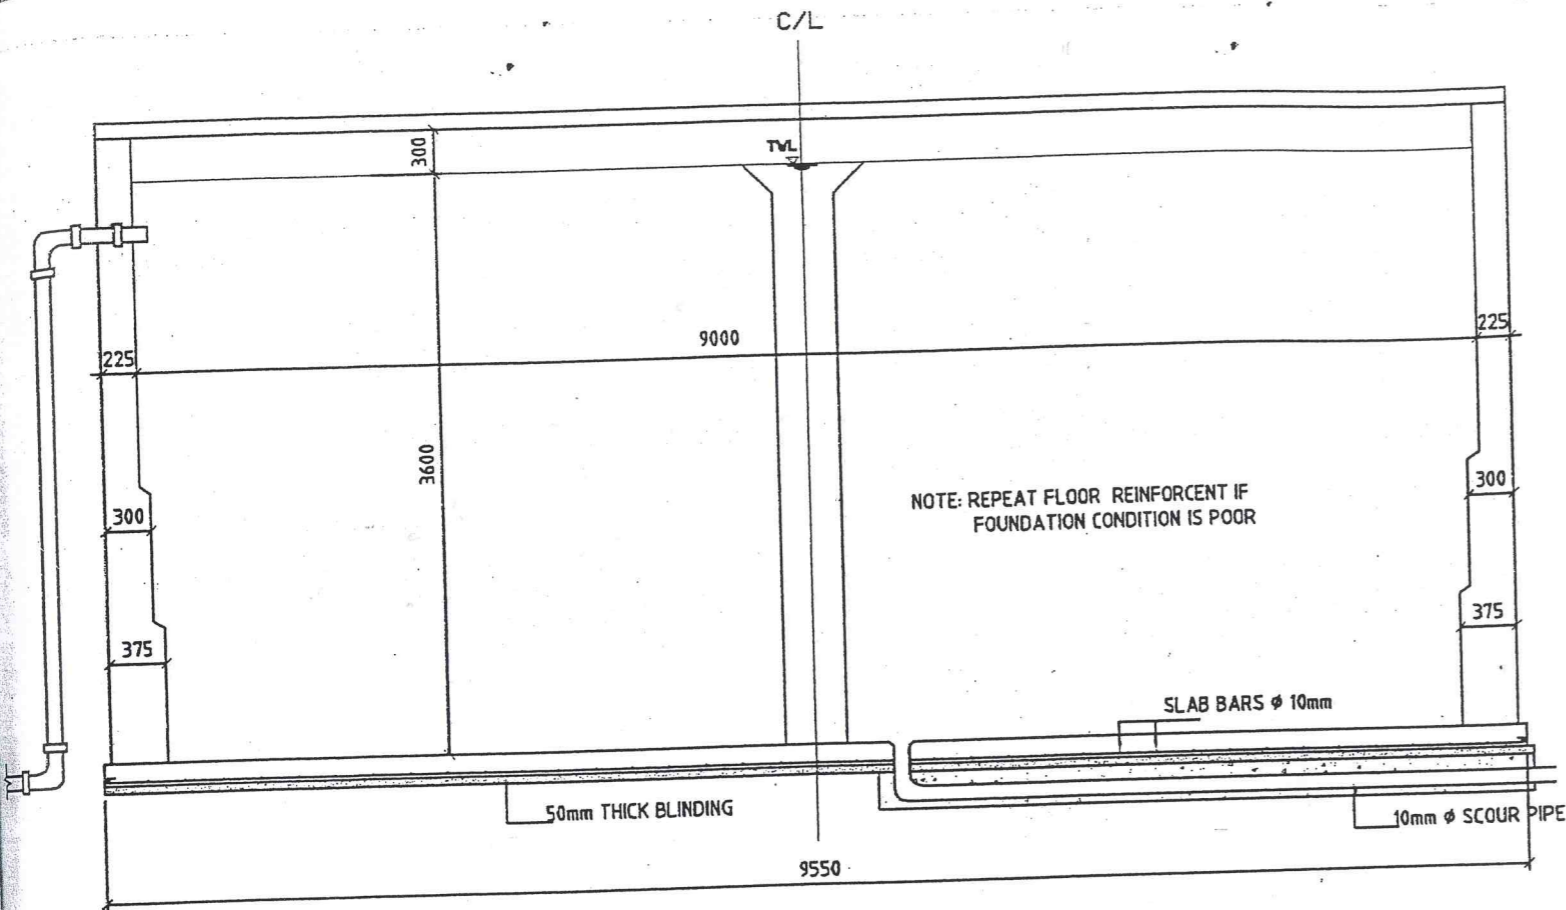 C/L
300
TWL
9000
225
225
3600
NOTE: REPEAT FLOOR REINFORCENT IF
FOUNDATION CONDITION IS POOR
300
300
375
375
SLAB BARS ϕ 10mm
50mm THICK BLINDING
10mm ϕ SCOUR PIPE
9550